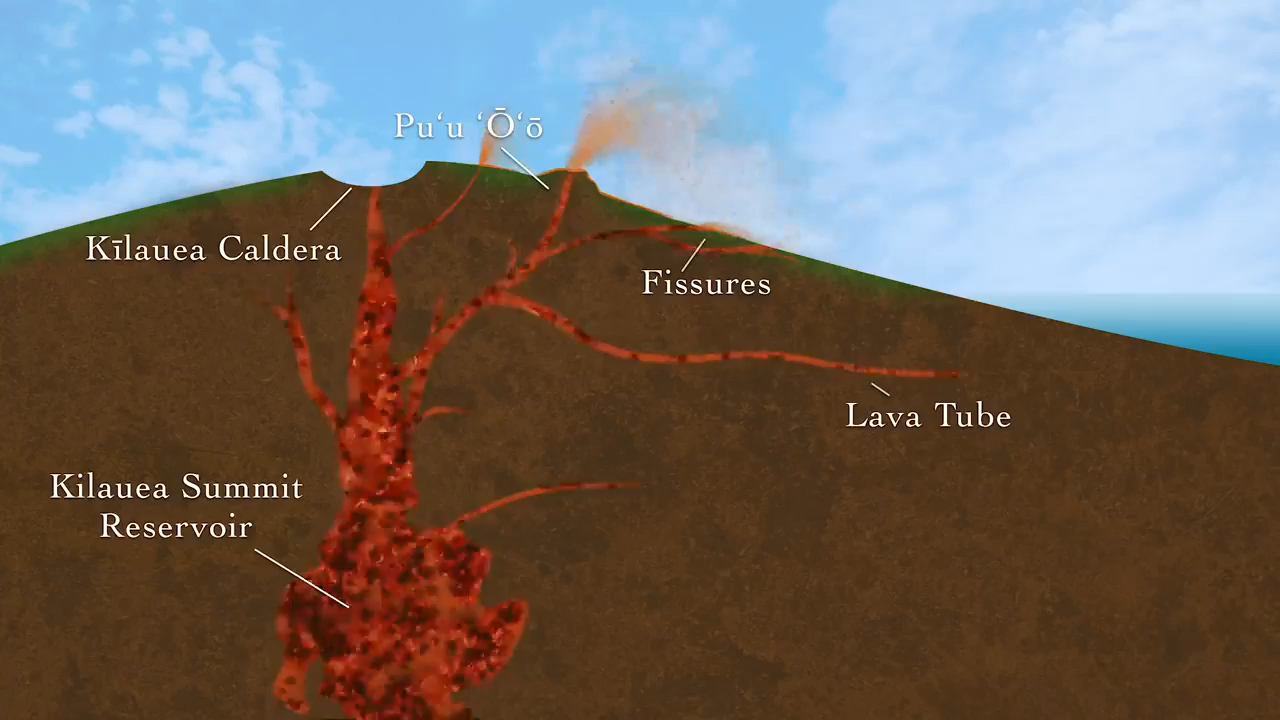 Puʻu ʻŌʻō
Kīlauea Caldera
Fissures
Lava Tube
Kilauea Summit
Reservoir